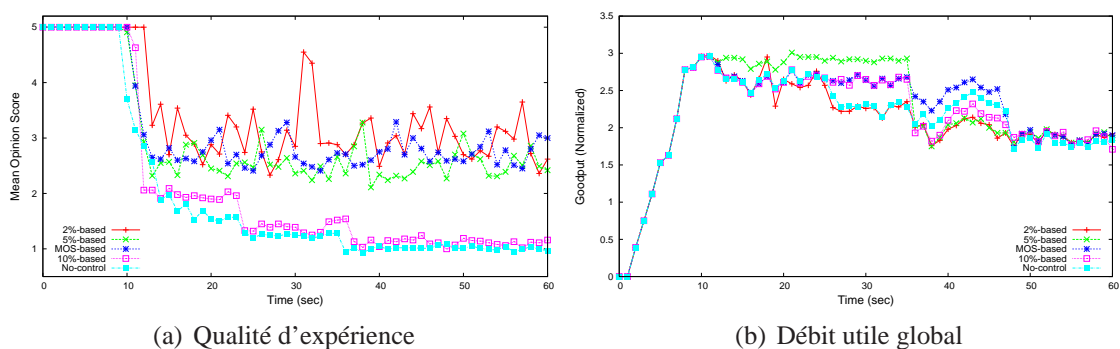 Mean Opinion Score
5
4
3
2
1
0 10 20 30 40 50 60
Time (sec)
2%-based
5%-based
MOS-based
10%-based
No-control
(a) Qualité d'expérience
Goodput (Normalized)
3.5
3
2.5
2
1.5
1
0.5
0
0 10 20 30 40 50 60
Time (sec)
2%-based
5%-based
MOS-based
10%-based
No-control
(b) Débit utile global